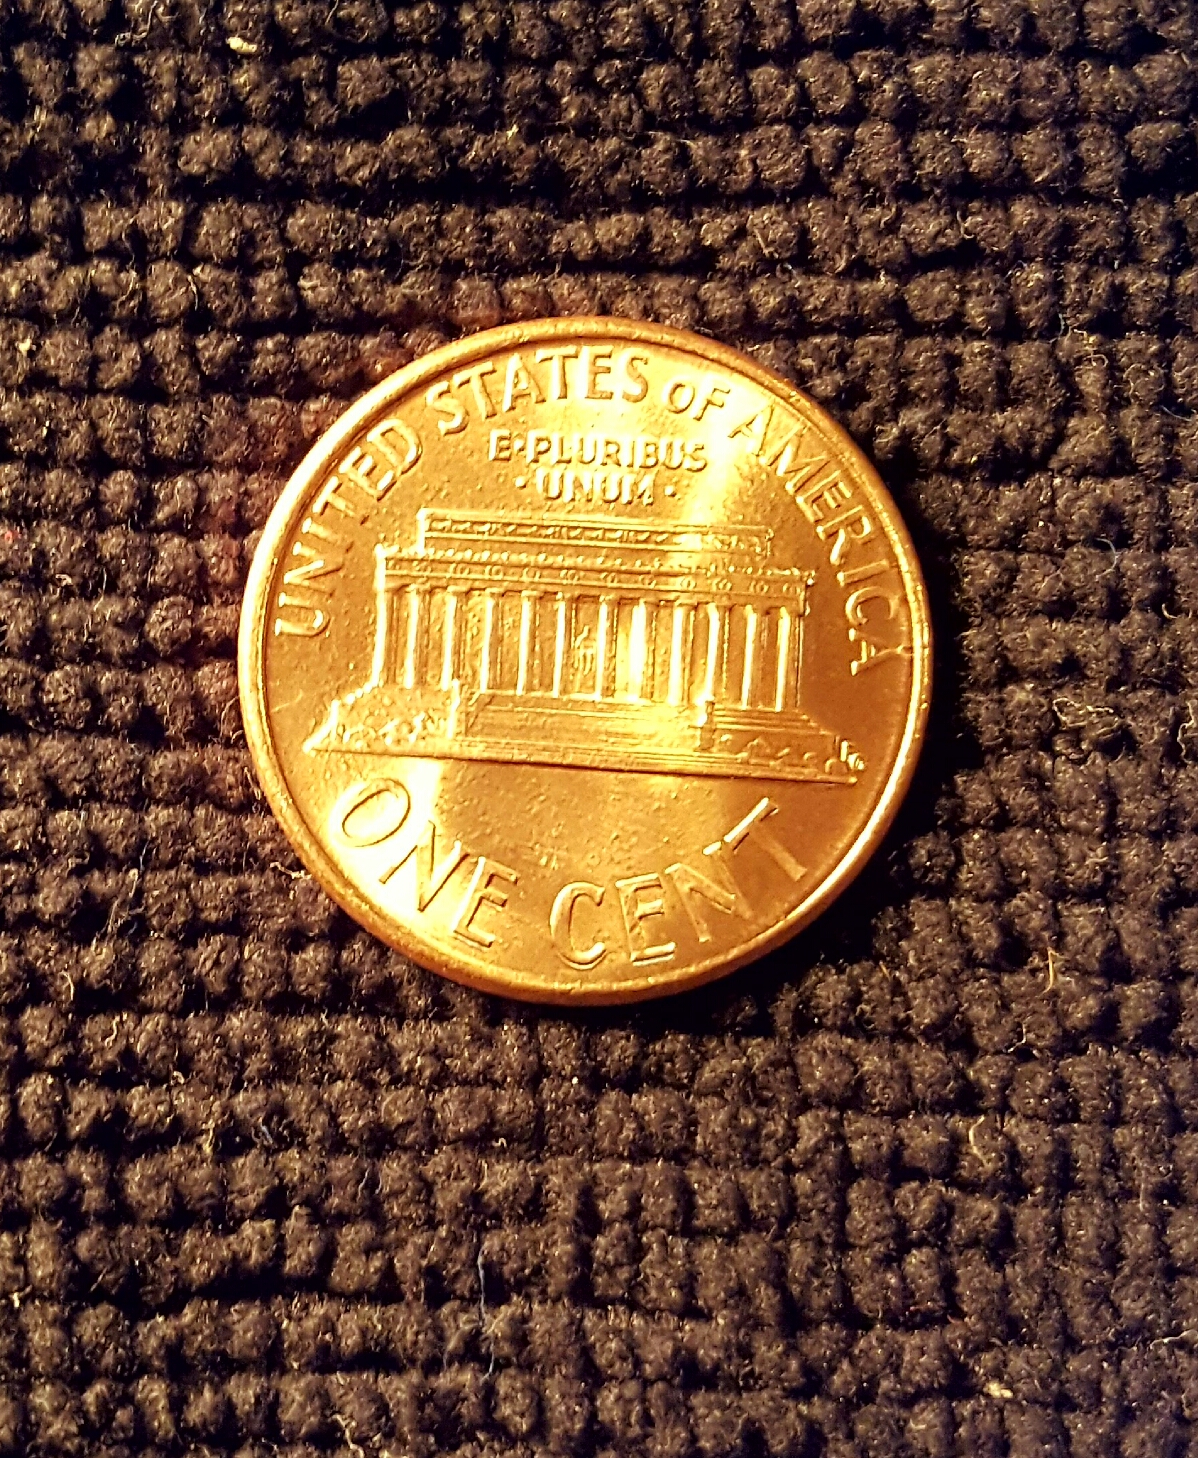 UNITED STATES OF AMERICA
E·PLURIBUS
·UNUM·
ONE CENT